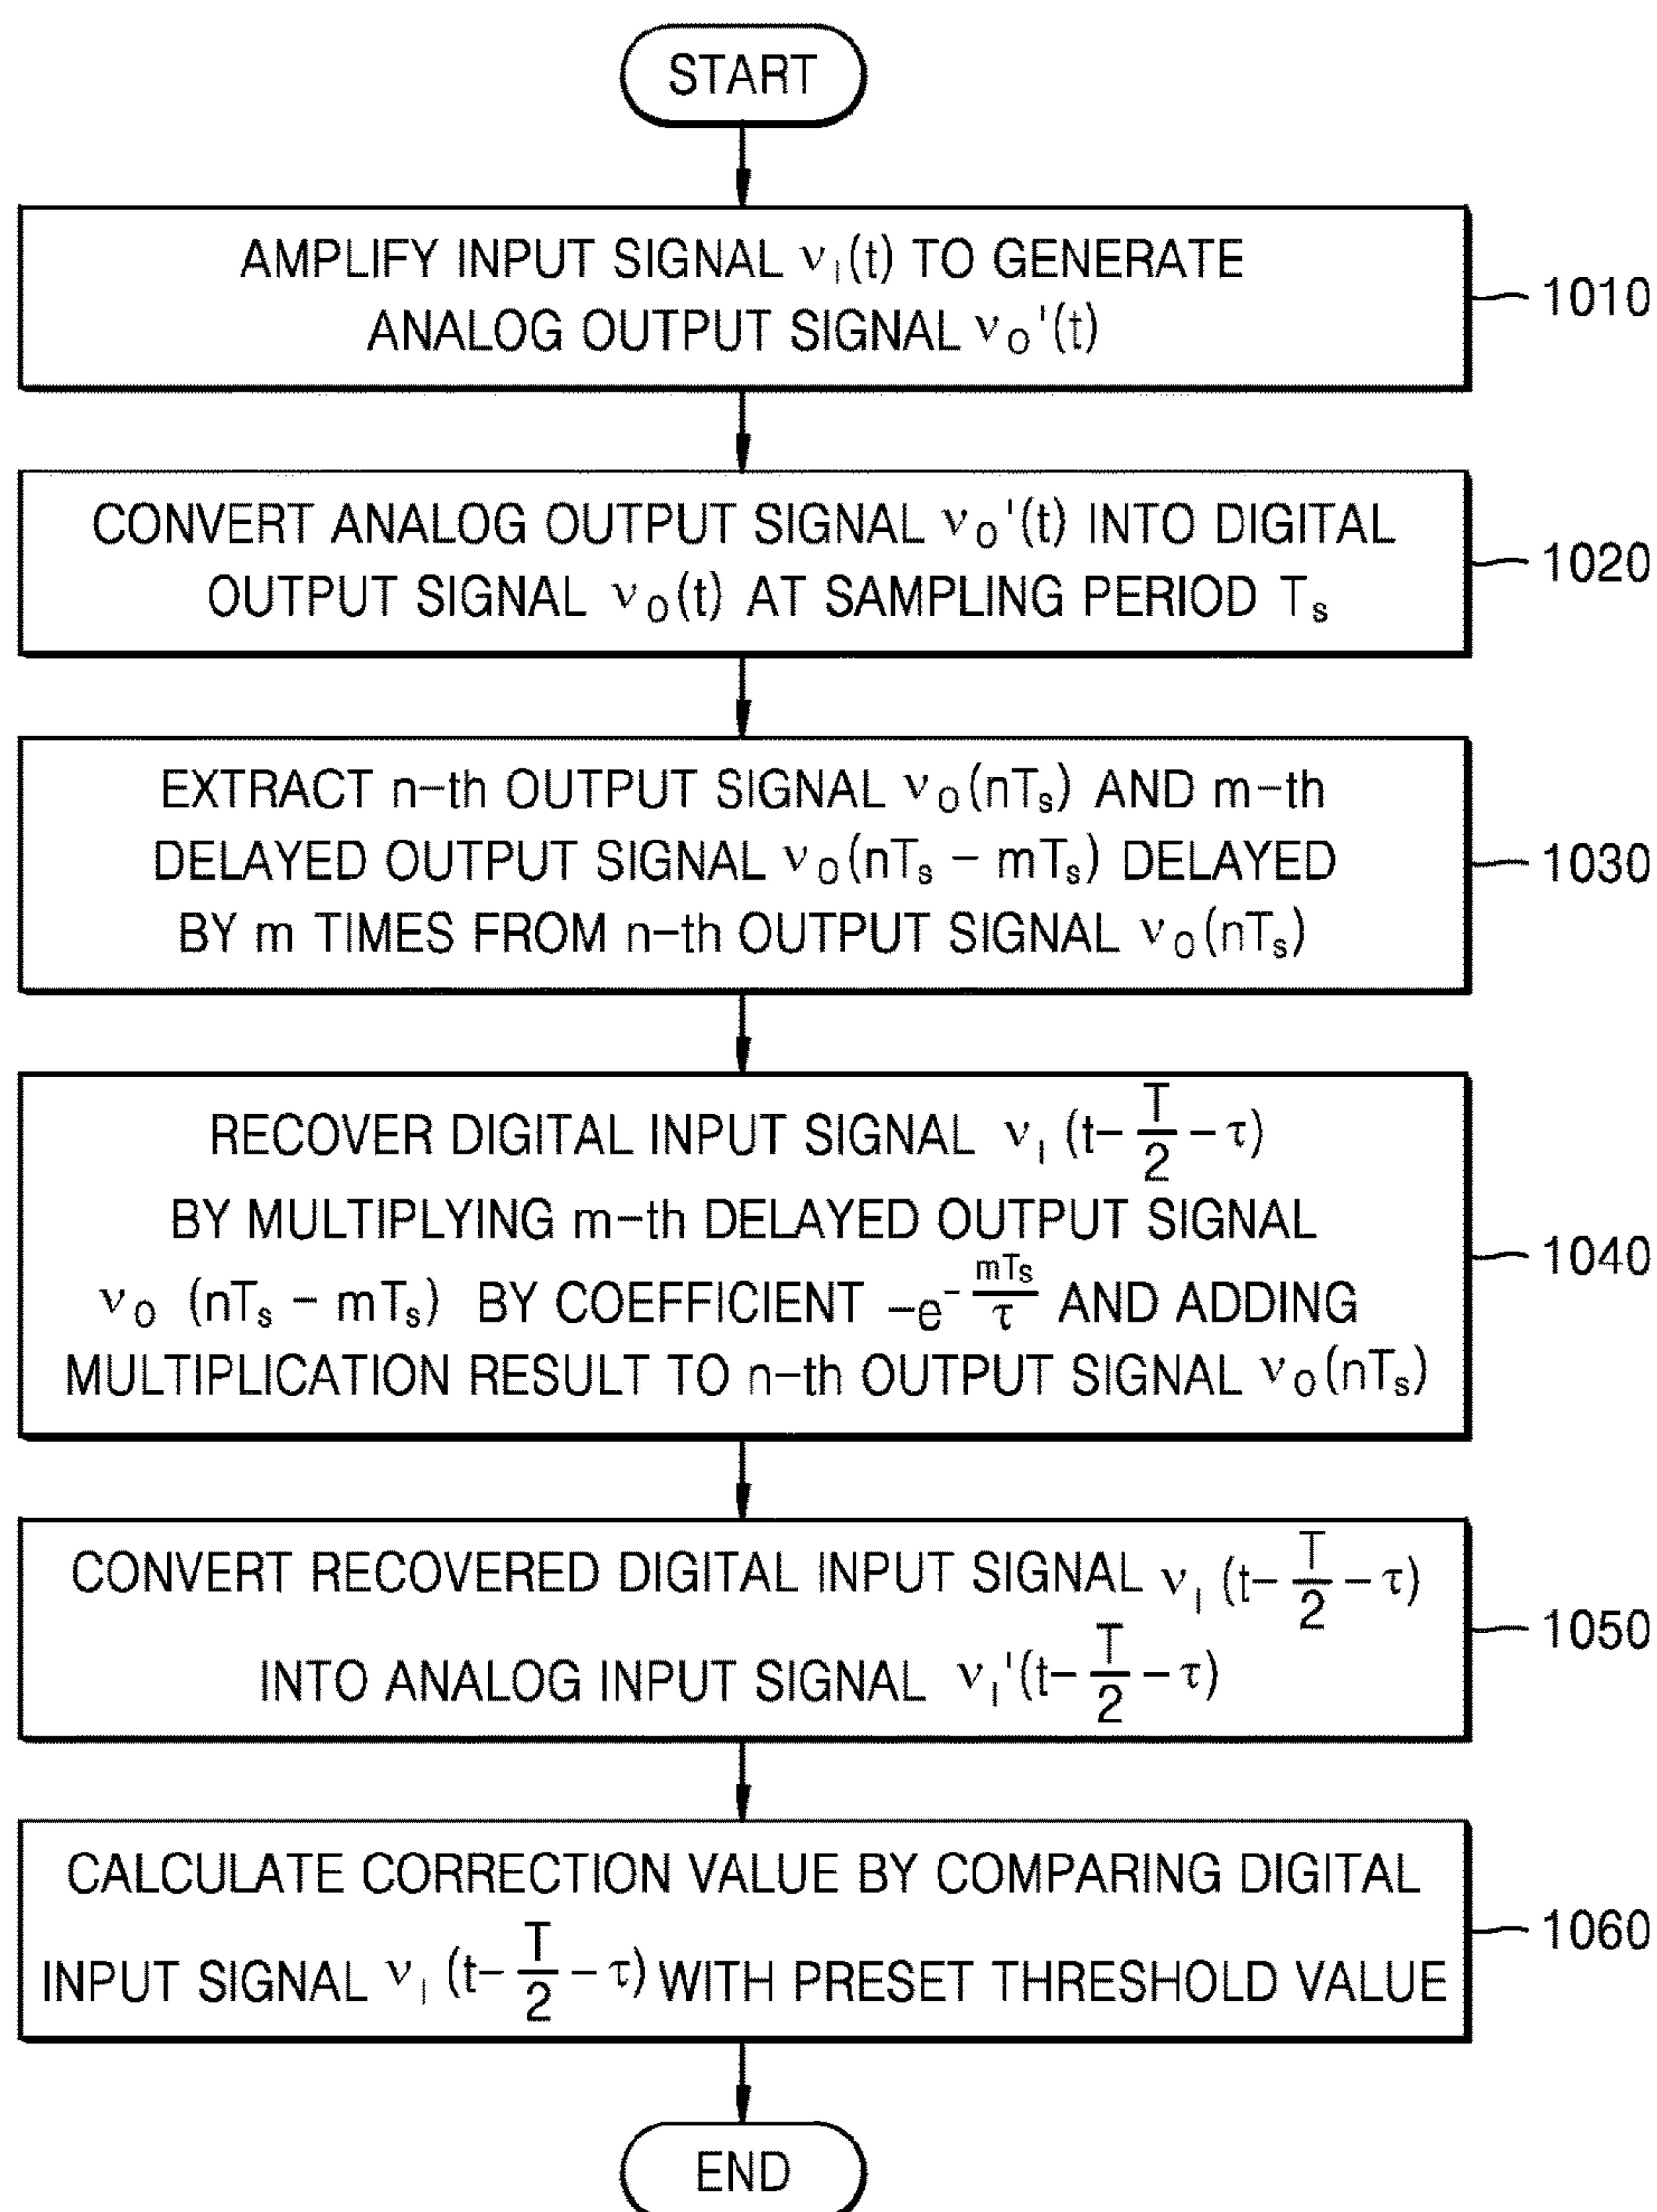 START
AMPLIFY INPUT SIGNAL νI(t) TO GENERATE
ANALOG OUTPUT SIGNAL νO'(t)
1010
CONVERT ANALOG OUTPUT SIGNAL νO'(t) INTO DIGITAL
OUTPUT SIGNAL νO(t) AT SAMPLING PERIOD Ts
1020
EXTRACT n-th OUTPUT SIGNAL νO(nTs) AND m-th
DELAYED OUTPUT SIGNAL νO(nTs - mTs) DELAYED
BY m TIMES FROM n-th OUTPUT SIGNAL νO(nTs)
1030
RECOVER DIGITAL INPUT SIGNAL νI (t- T/2 - τ)
BY MULTIPLYING m-th DELAYED OUTPUT SIGNAL
νO (nTs - mTs) BY COEFFICIENT -e^- mTs/τ AND ADDING
MULTIPLICATION RESULT TO n-th OUTPUT SIGNAL νO(nTs)
1040
CONVERT RECOVERED DIGITAL INPUT SIGNAL νI (t- T/2 - τ)
INTO ANALOG INPUT SIGNAL νI'(t- T/2 - τ)
1050
CALCULATE CORRECTION VALUE BY COMPARING DIGITAL
INPUT SIGNAL νI (t- T/2 - τ) WITH PRESET THRESHOLD VALUE
1060
END